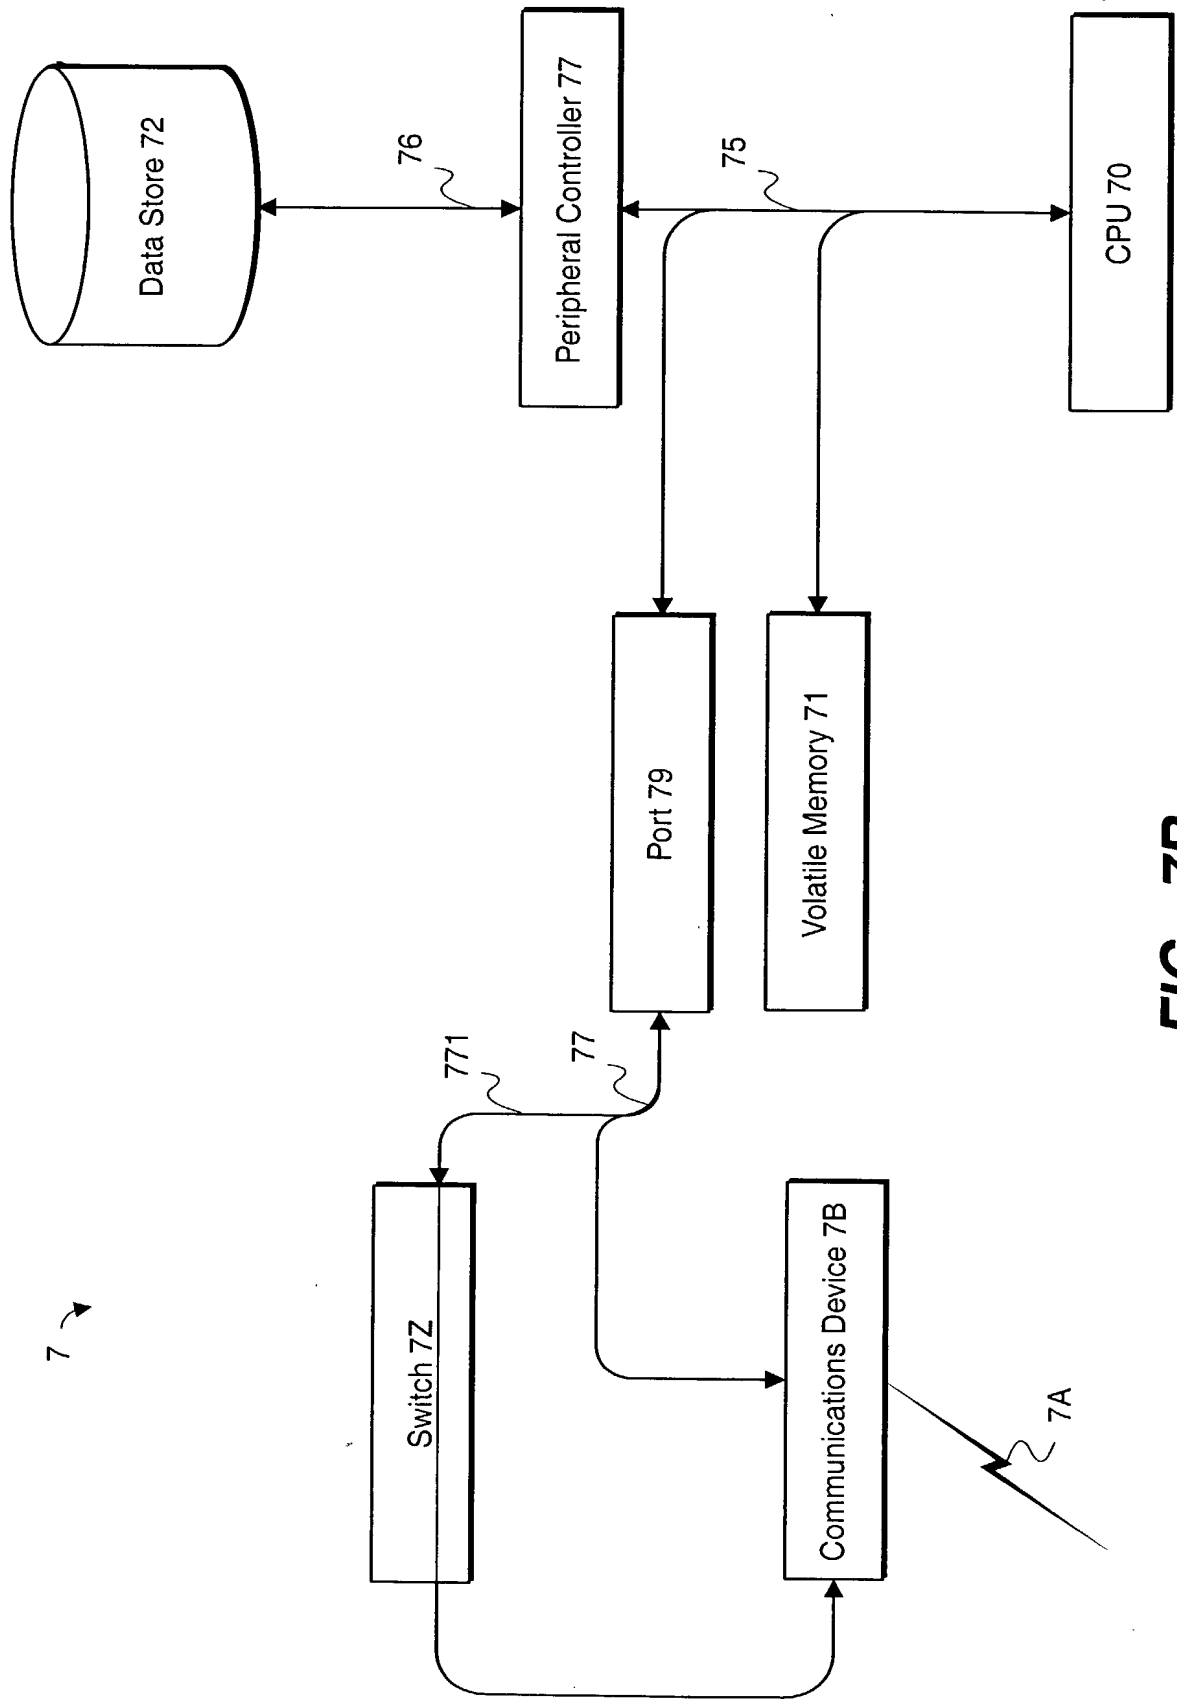 7
Data Store 72
76
Switch 7Z
771
Peripheral Controller 77
77
Port 79
75
Volatile Memory 71
Communications Device 7B
7A
CPU 70
FIG